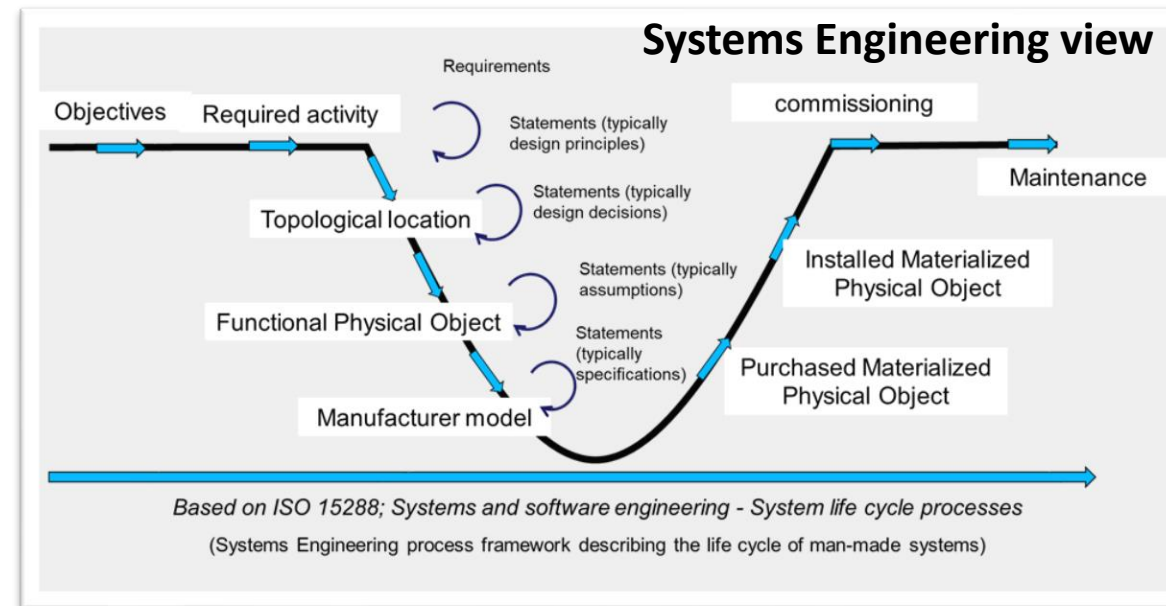 Systems Engineering view
Requirements
Objectives
Required activity
Statements (typically
design principles)
commissioning
Maintenance
Topological location
Statements (typically
design decisions)
Functional Physical Object
Statements (typically
assumptions)
Installed Materialized
Physical Object
Manufacturer model
Statements
(typically
specifications)
Purchased Materialized
Physical Object
Based on ISO 15288; Systems and software engineering - System life cycle processes
(Systems Engineering process framework describing the life cycle of man-made systems)